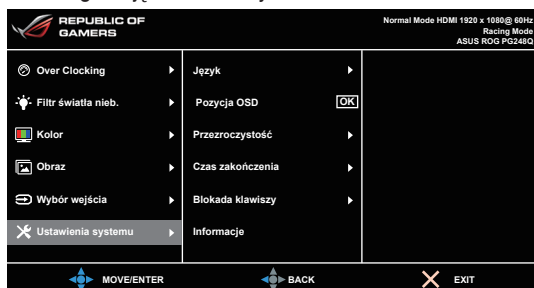 REPUBLIC OF
GAMERS
Normal Mode HDMI 1920 x 1080@ 60Hz
Racing Mode
ASUS ROG PG248Q
Over Clocking
Filtr światła nieb.
Kolor
Obraz
Wybór wejścia
Ustawienia systemu
Język
Pozycja OSD
OK
Przezroczystość
Czas zakończenia
Blokada klawiszy
Informacje
MOVE/ENTER
BACK
EXIT